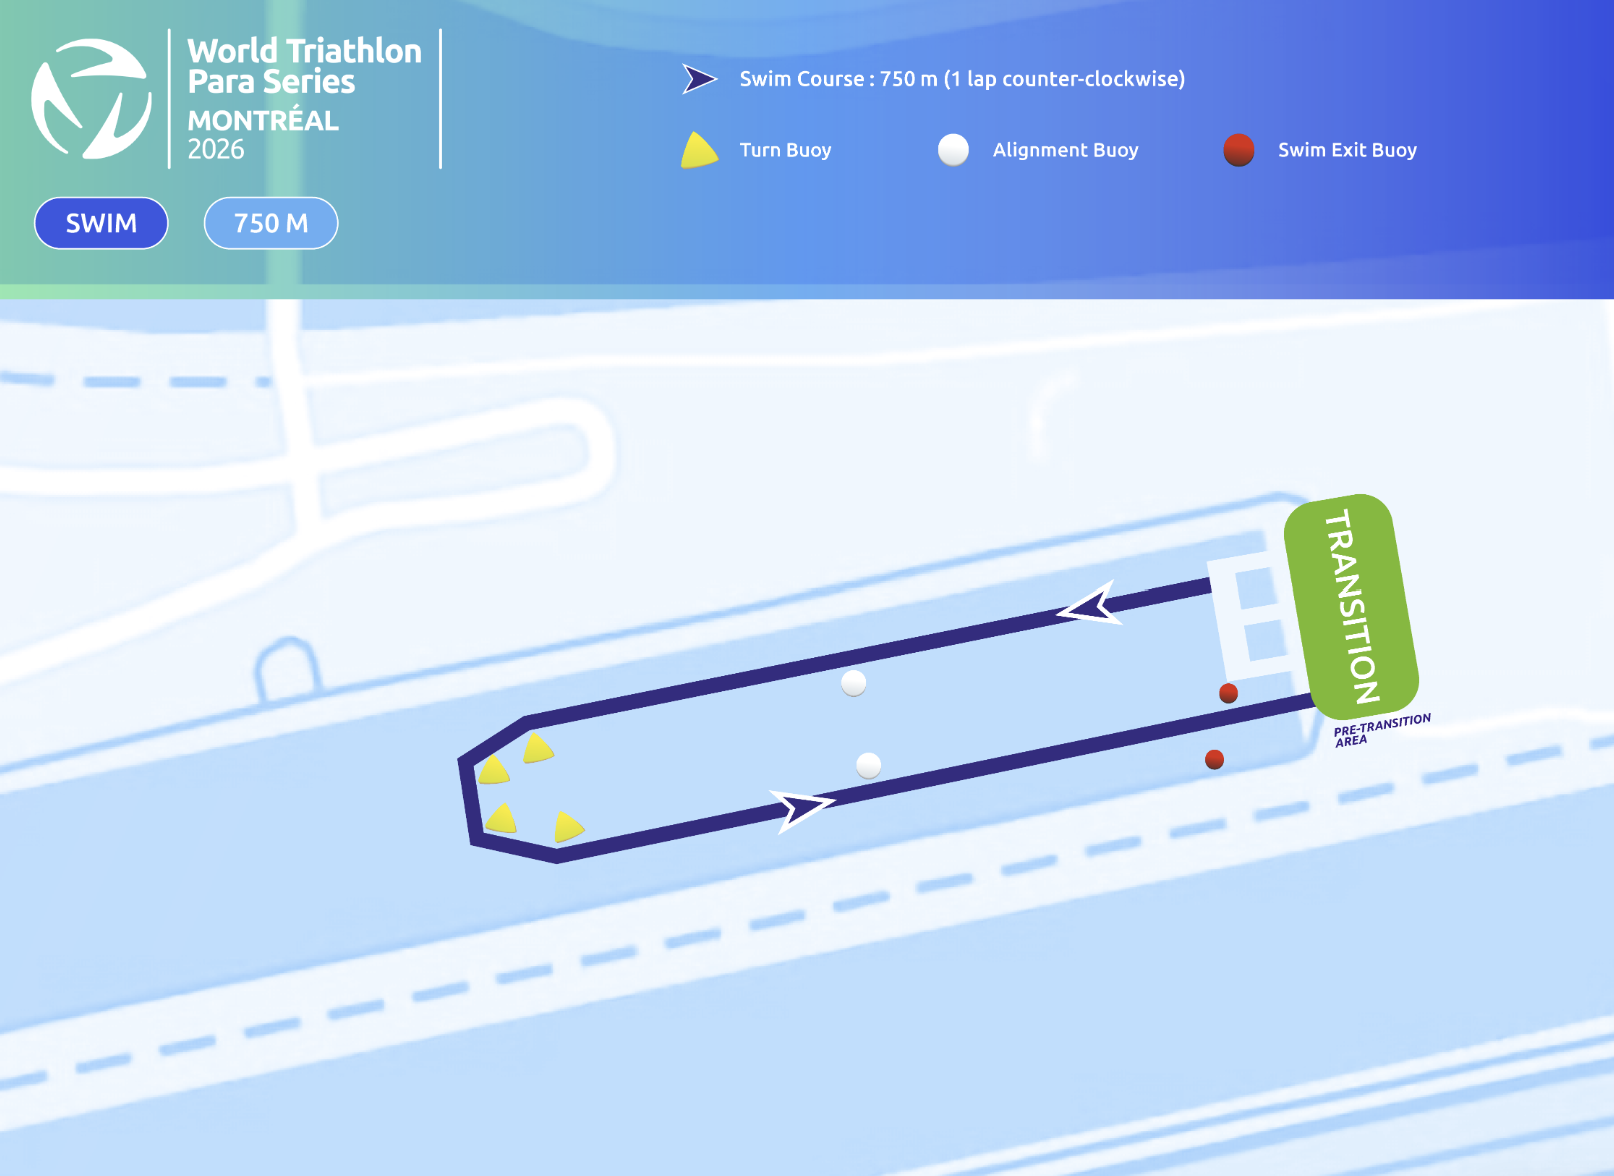 World Triathlon
Para Series
MONTRÉAL
2026
SWIM
750 M
Swim Course : 750 m (1 lap counter-clockwise)
Turn Buoy
Alignment Buoy
Swim Exit Buoy
TRANSITION
PRE-TRANSITION
AREA